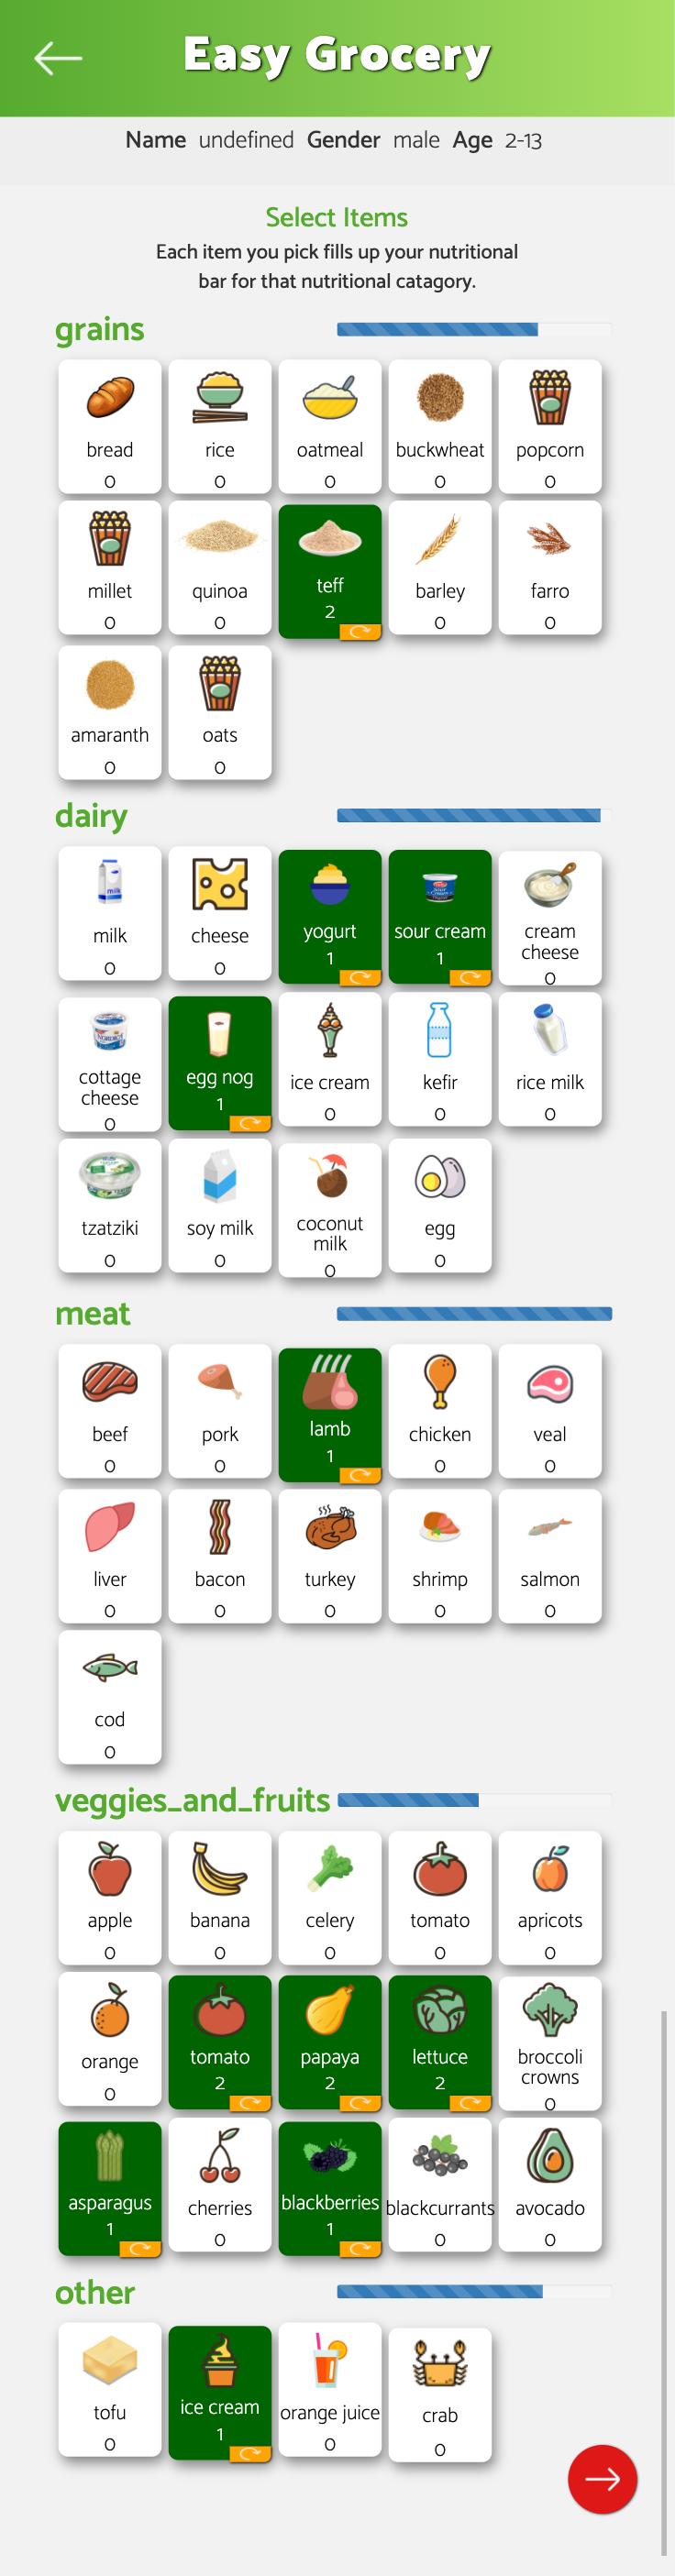 Easy Grocery
Name undefined Gender male Age 2-13
Select Items
Each item you pick fills up your nutritional
bar for that nutritional catagory.
grains
bread rice oatmeal buckwheat popcorn
0 0 0 0 0
millet quinoa teff barley farro
0 0 2 0 0
amaranth oats
0 0
dairy
milk
milk cheese yogurt sour cream cream
cheese
0 0 1 1 0
cottage
cheese egg nog ice cream kefir rice milk
0 1 0 0 0
tzatziki soy milk coconut
milk egg
0 0 0 0
meat
beef pork lamb chicken veal
0 0 1 0 0
liver bacon turkey shrimp salmon
0 0 0 0 0
cod
0
veggies_and_fruits
apple banana celery tomato apricots
0 0 0 0 0
orange tomato papaya lettuce broccoli
crowns
0 2 2 2 0
asparagus cherries blackberries blackcurrants avocado
1 0 1 0 0
other
tofu ice cream orange juice crab
0 1 0 0